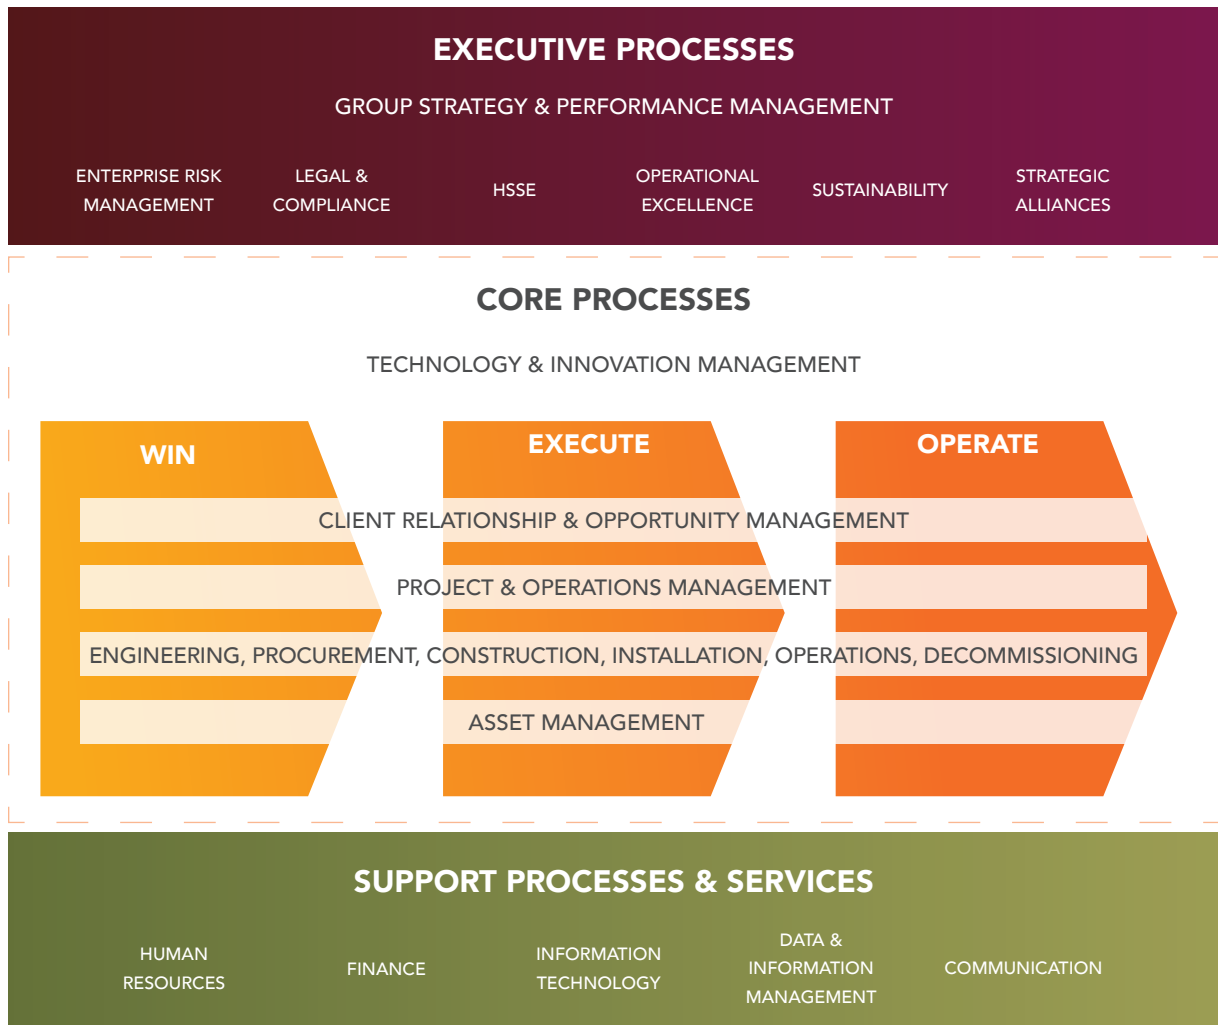 EXECUTIVE PROCESSES
GROUP STRATEGY & PERFORMANCE MANAGEMENT
ENTERPRISE RISK
MANAGEMENT
LEGAL &
COMPLIANCE
HSSE
OPERATIONAL
EXCELLENCE
SUSTAINABILITY
STRATEGIC
ALLIANCES
CORE PROCESSES
TECHNOLOGY & INNOVATION MANAGEMENT
WIN
EXECUTE
OPERATE
CLIENT RELATIONSHIP & OPPORTUNITY MANAGEMENT
PROJECT & OPERATIONS MANAGEMENT
ENGINEERING, PROCUREMENT, CONSTRUCTION, INSTALLATION, OPERATIONS, DECOMMISSIONING
ASSET MANAGEMENT
SUPPORT PROCESSES & SERVICES
HUMAN
RESOURCES
FINANCE
INFORMATION
TECHNOLOGY
DATA &
INFORMATION
MANAGEMENT
COMMUNICATION